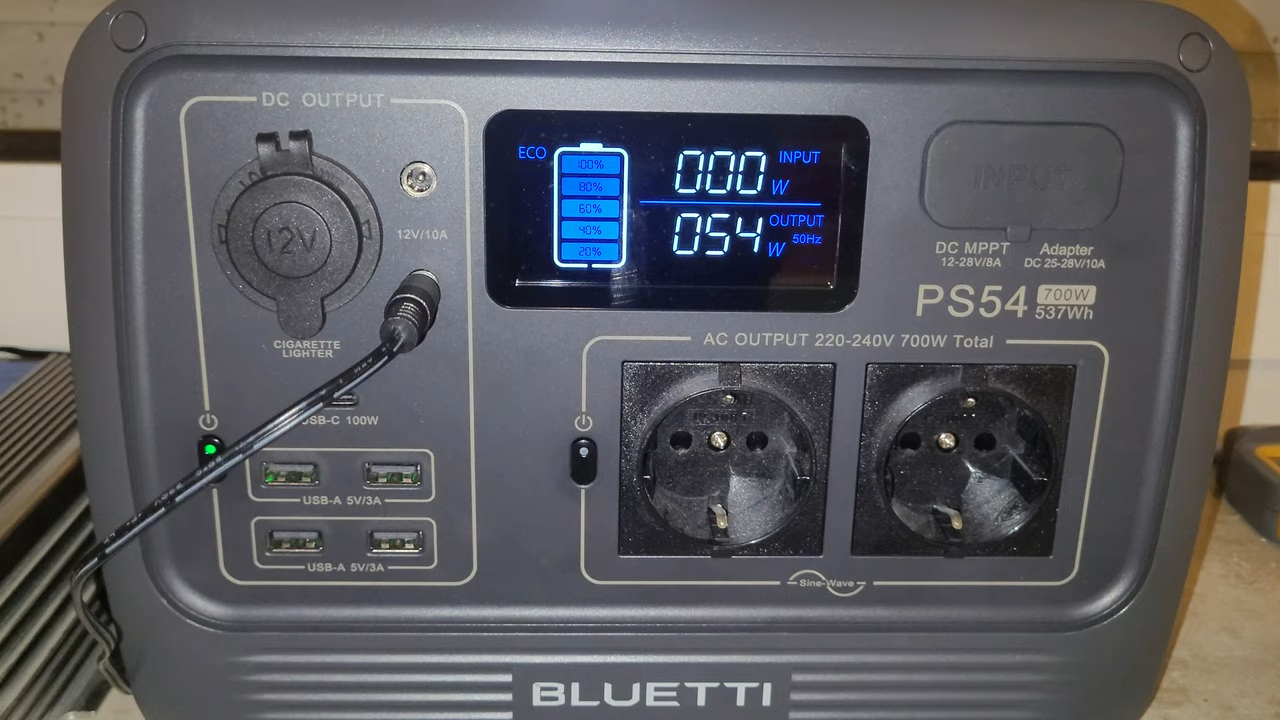 DC OUTPUT
12V
12V/10A
CIGARETTE
LIGHTER
USB-C 100W
USB-A 5V/3A
USB-A 5V/3A
ECO
100%
80%
60%
40%
20%
000 W INPUT
054 W OUTPUT
50Hz
INPUT
DC MPPT
12-28V/8A
Adapter
DC 25-28V/10A
PS54 700W
537Wh
AC OUTPUT 220-240V 700W Total
Sine-Wave
BLUETTI